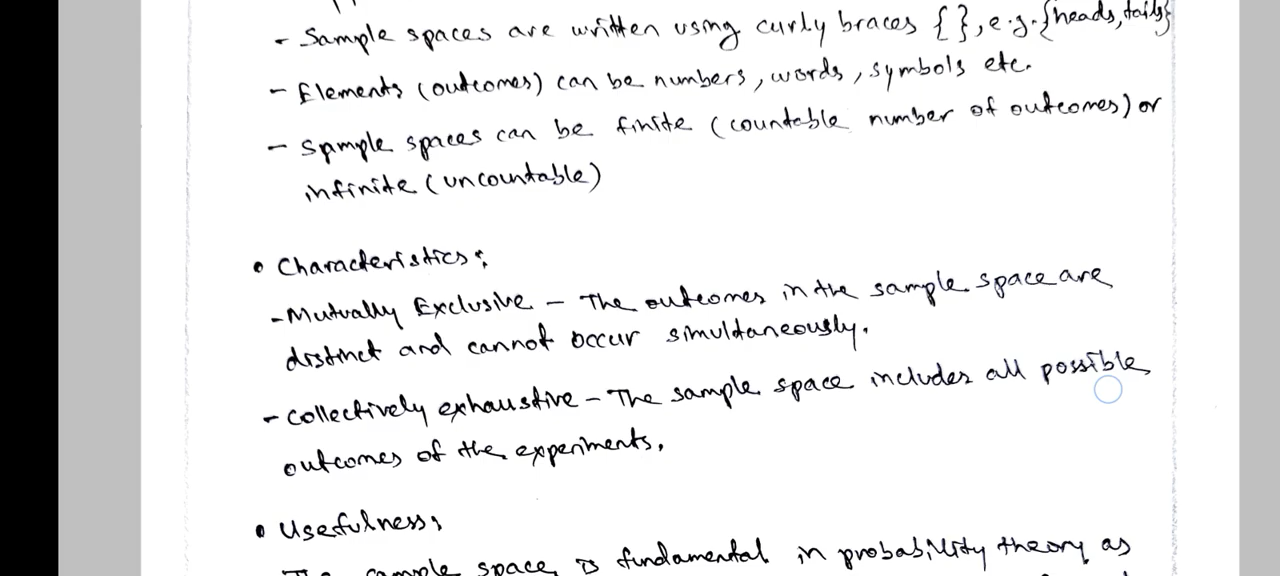 - Sample spaces are written using curly braces { }, e.g. {heads, tails}
- Elements (outcomes) can be numbers, words, symbols etc.
- Sample spaces can be finite (countable number of outcomes) or
infinite (uncountable)
• Characteristics:
- Mutually Exclusive - The outcomes in the sample space are
distinct and cannot occur simultaneously.
- Collectively exhaustive - The sample space includes all possible
outcomes of the experiments.
• Usefulness:
The sample space is fundamental in probability theory as